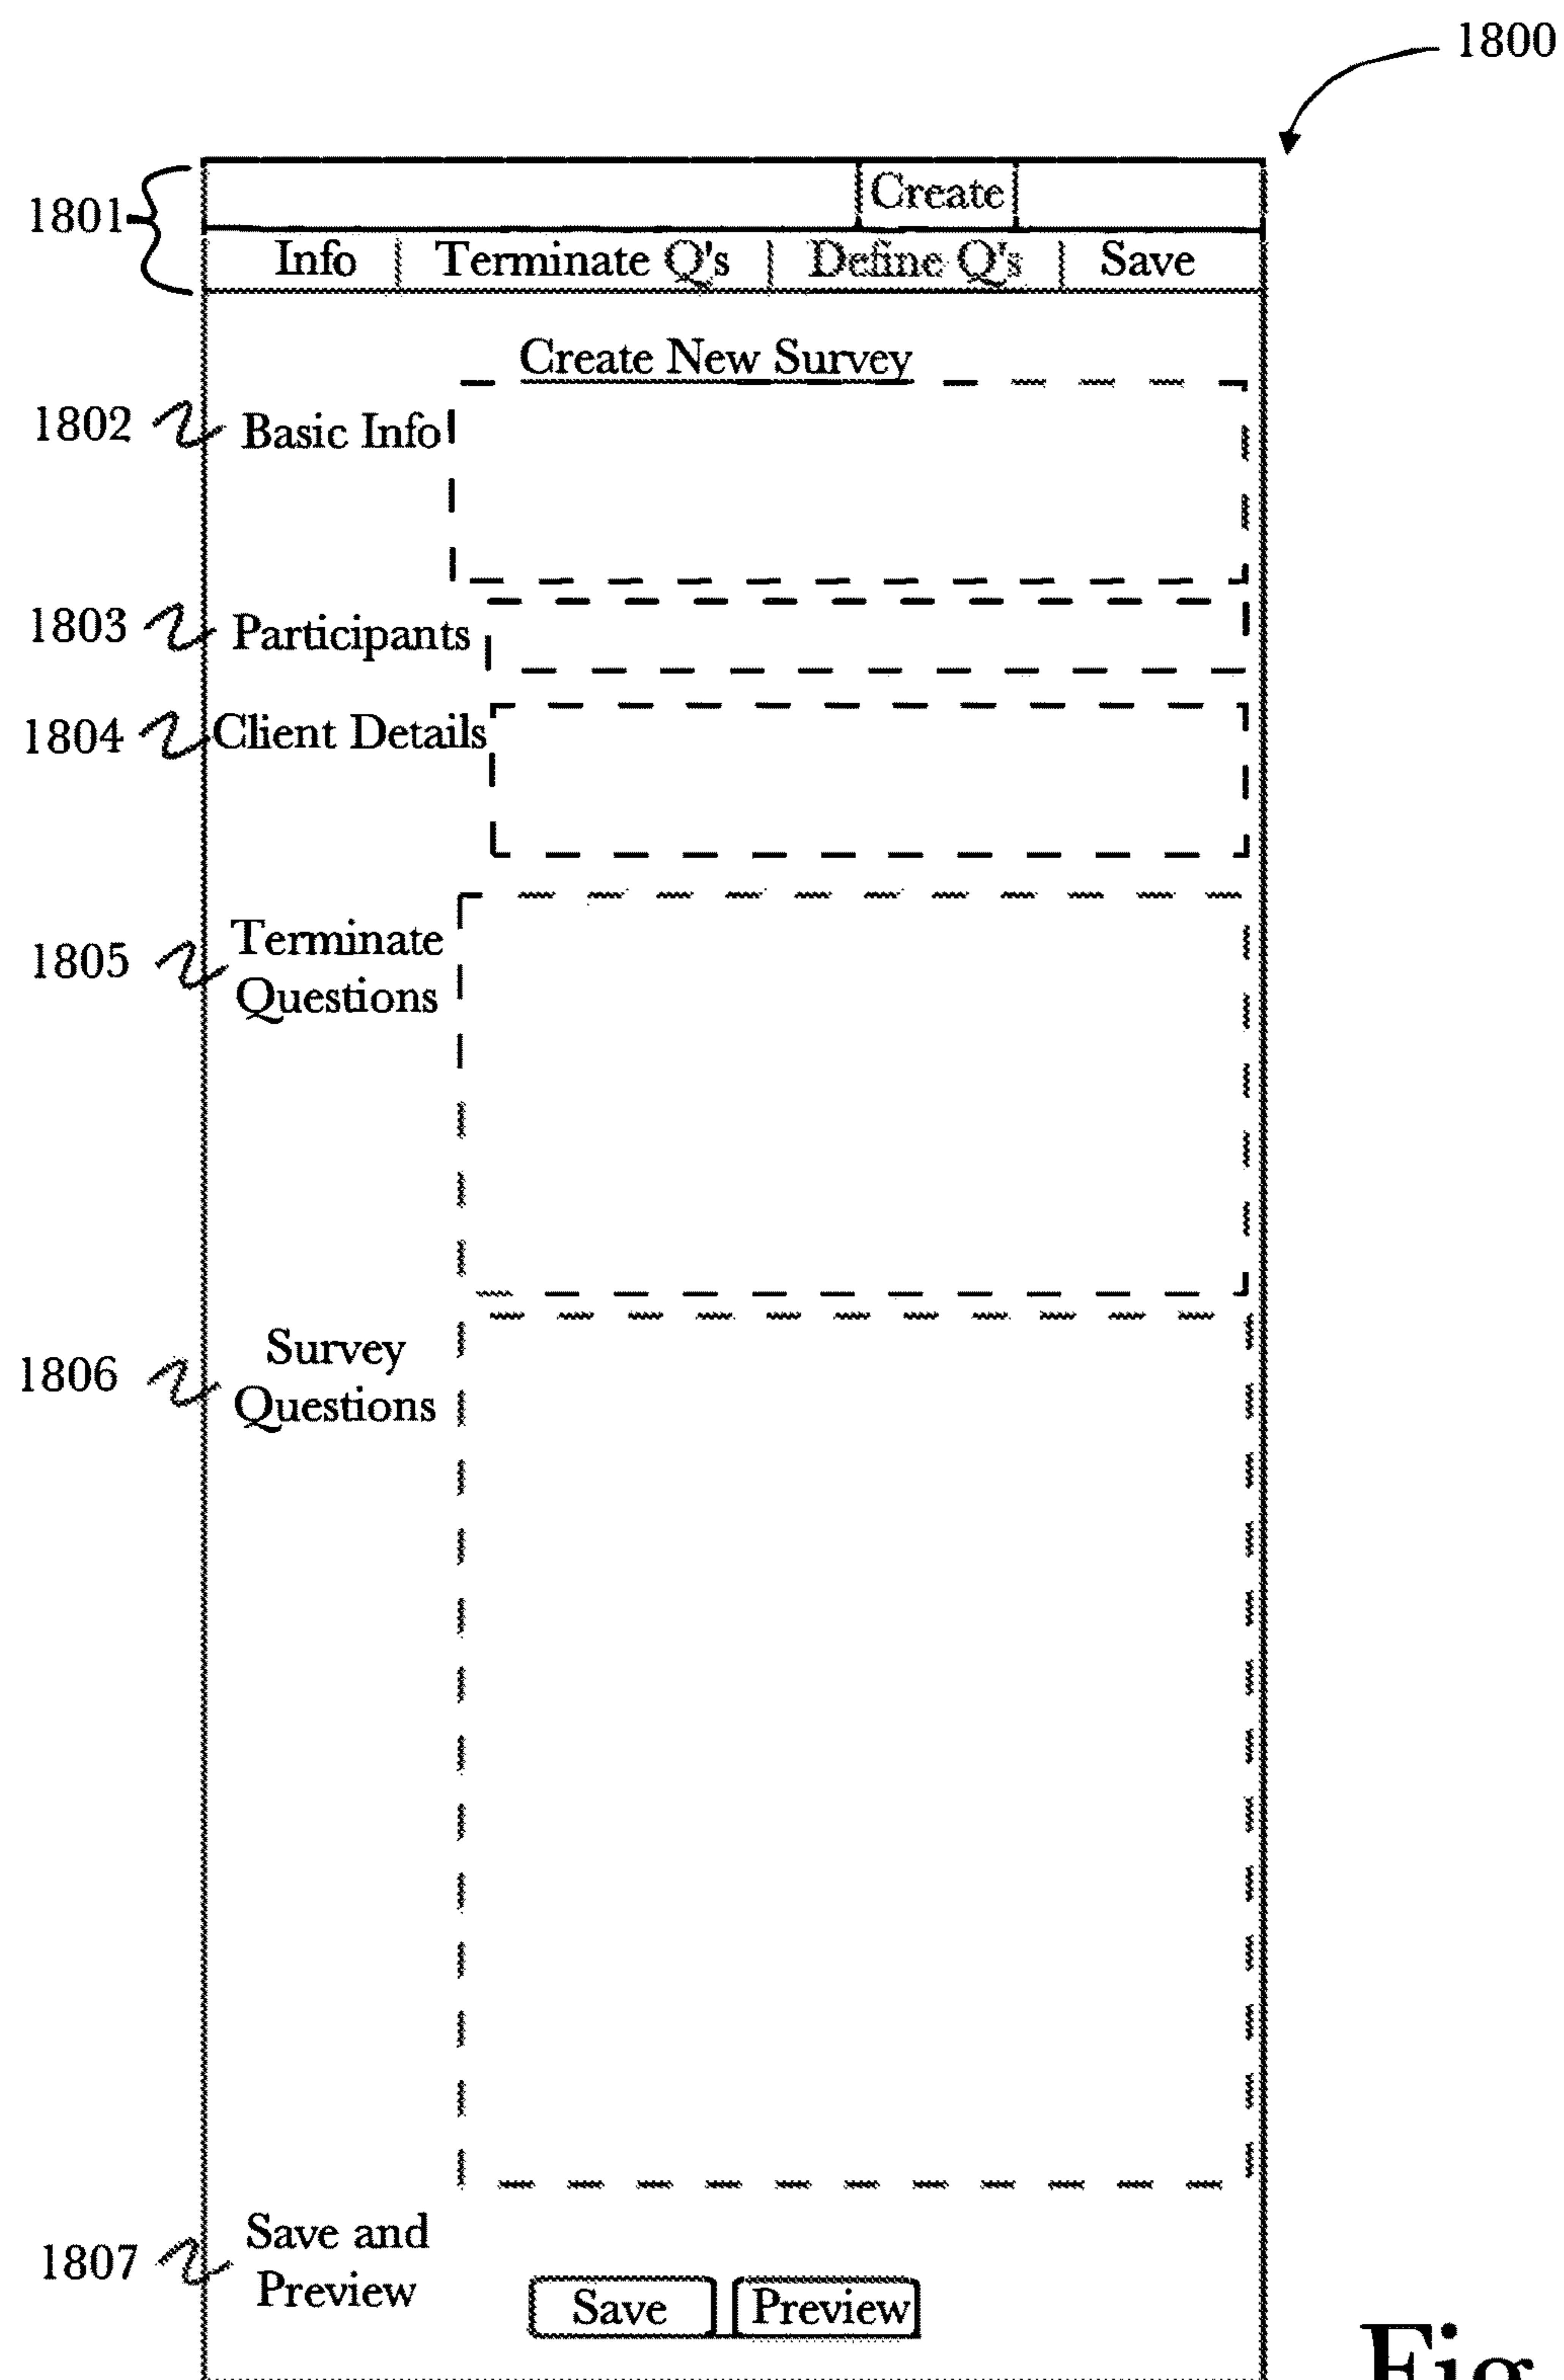 1800
1801
Create
Info | Terminate Q's | Define Q's | Save
Create New Survey
1802 Basic Info
1803 Participants
1804 Client Details
1805 Terminate
Questions
1806 Survey
Questions
1807 Save and
Preview
Save Preview
Fig